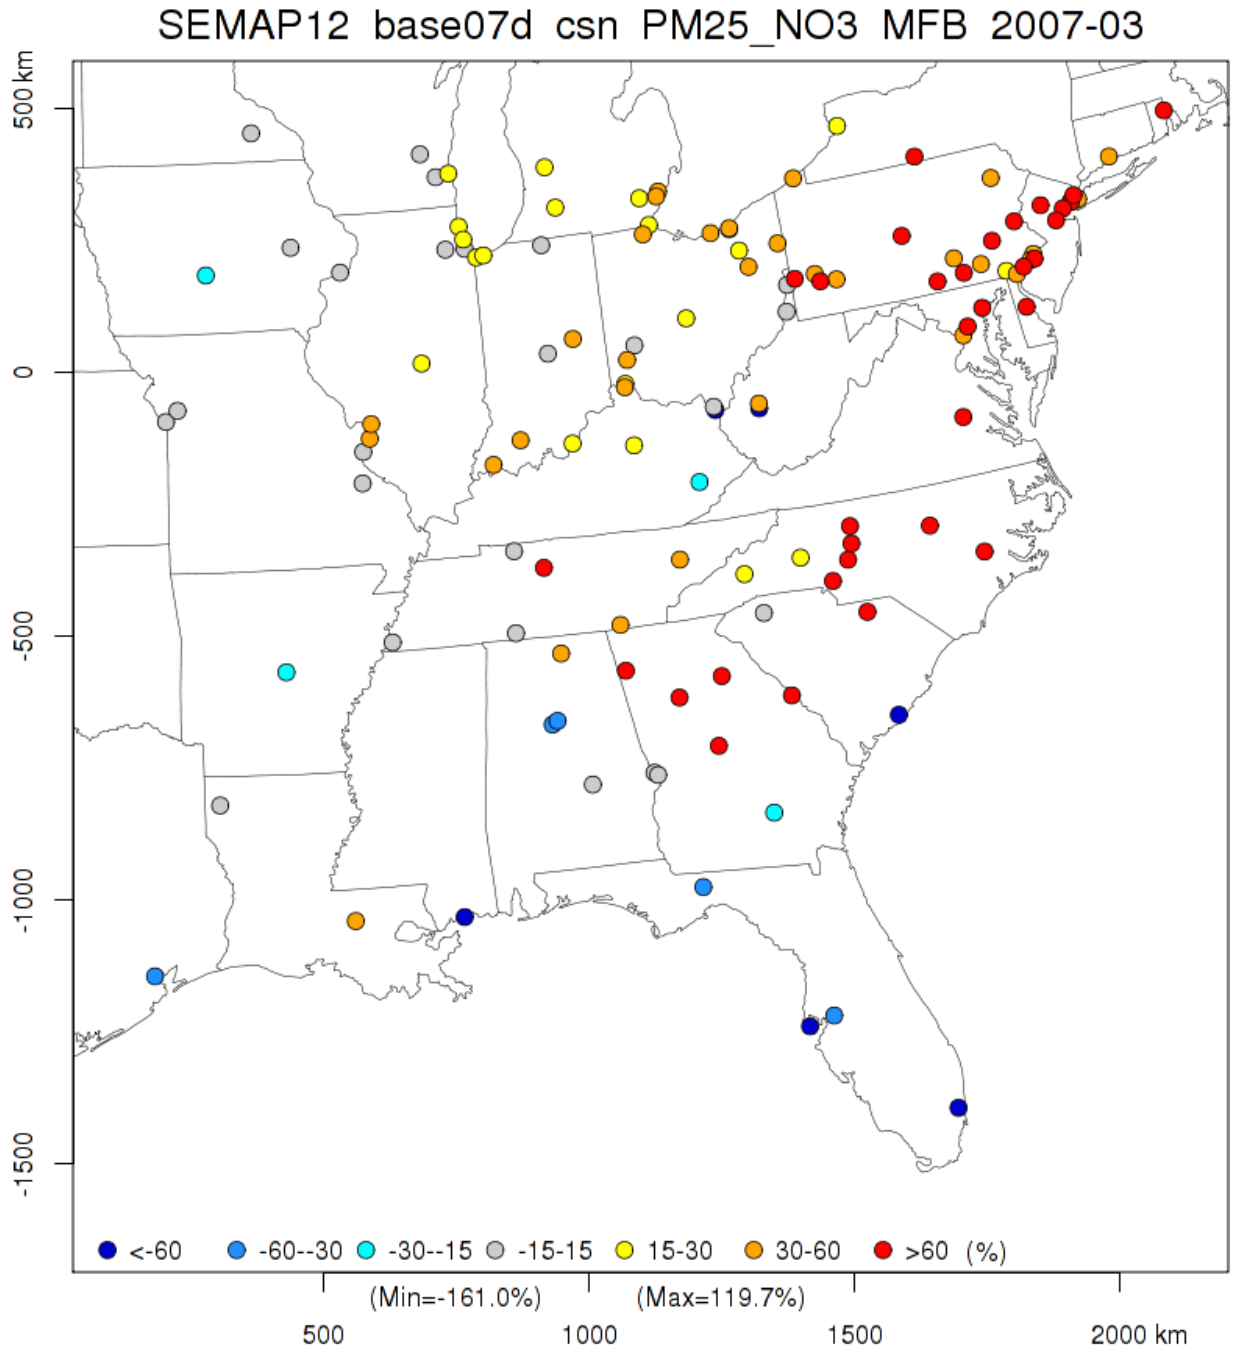 SEMAP12 base07d csn PM25_NO3 MFB 2007-03
500 km
0
-500
-1000
-1500
<-60 -60--30 -30--15 -15-15 15-30 30-60 >60 (%)
(Min=-161.0%) (Max=119.7%)
500 1000 1500 2000 km